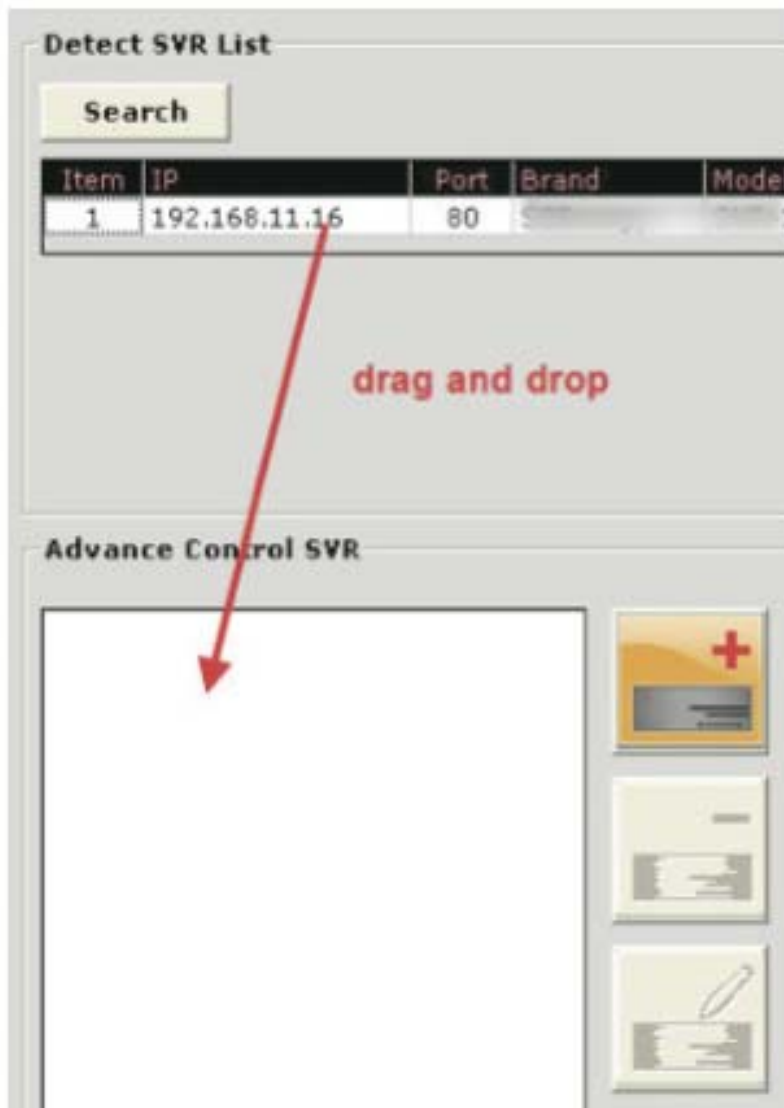 Detect SVR List
Search
Item IP Port Brand Mode
1 192.168.11.16 80
drag and drop
Advance Control SVR